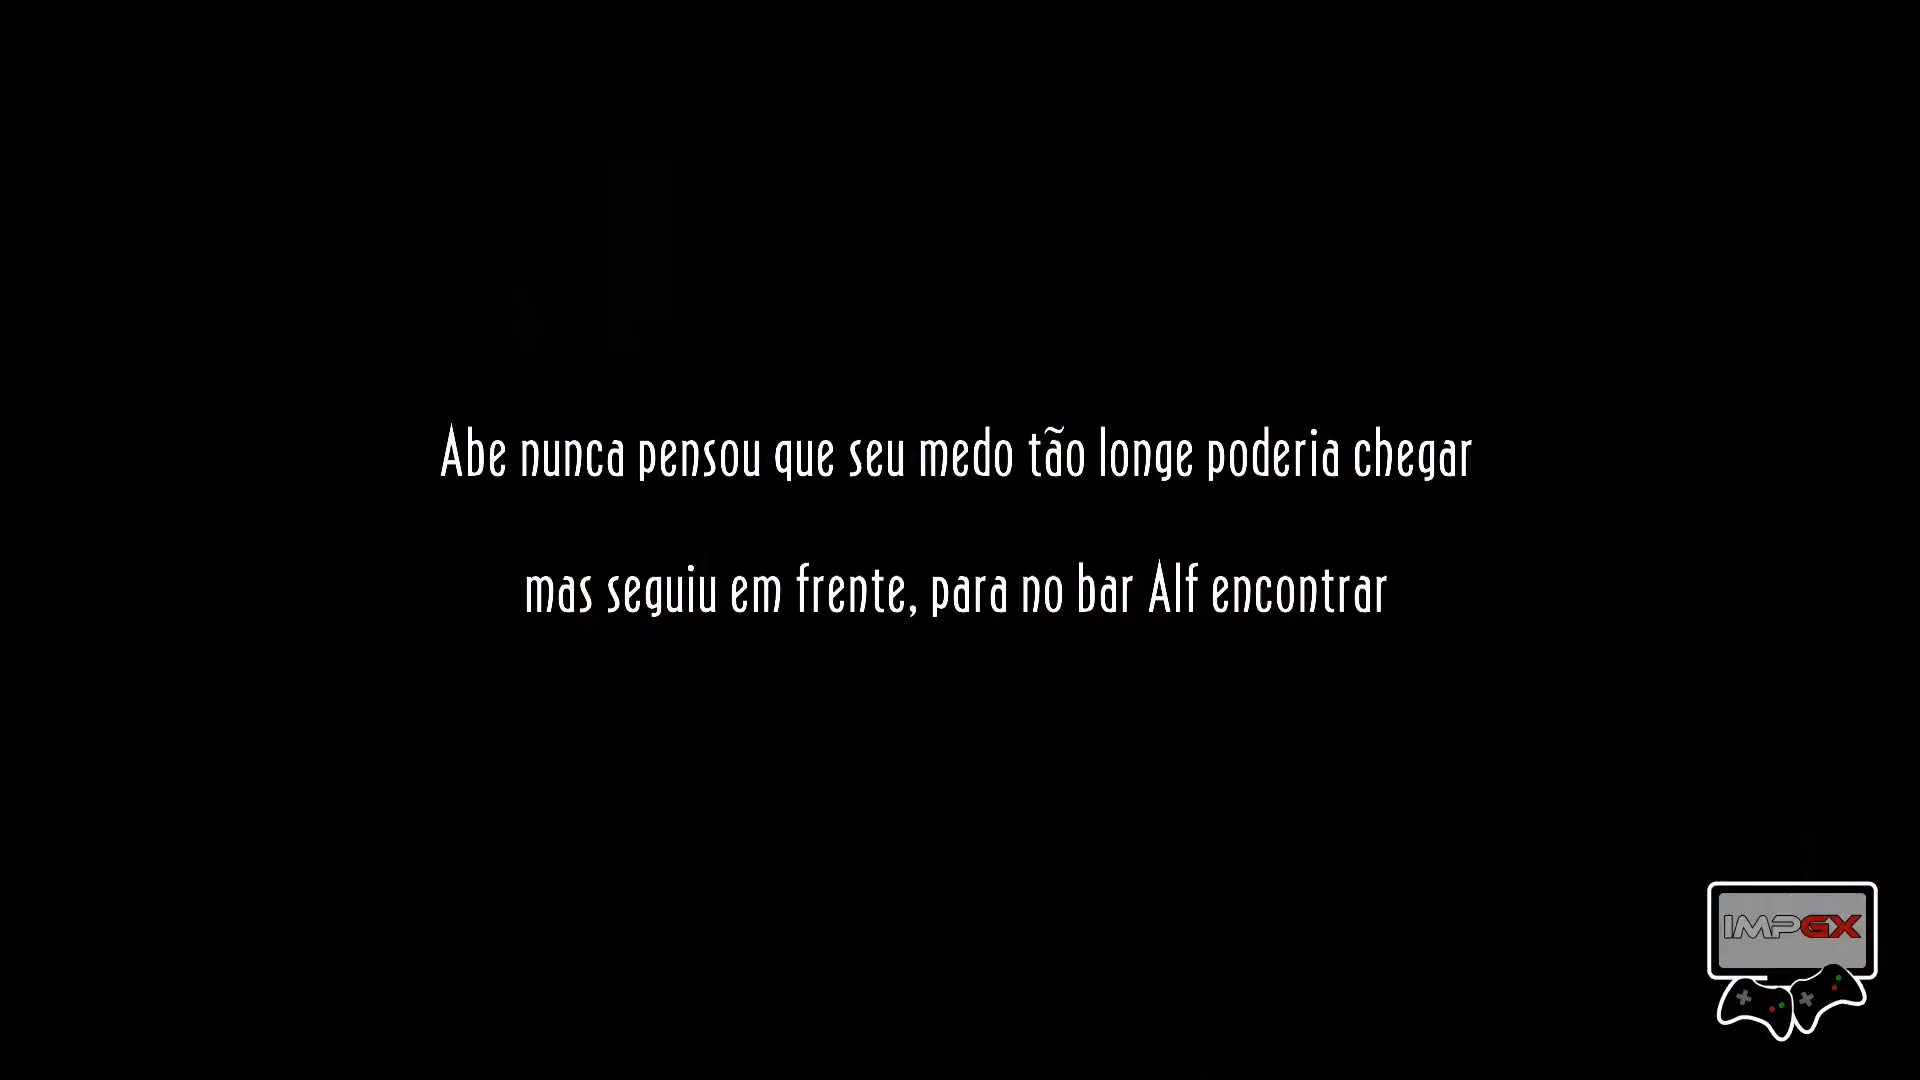 Abe nunca pensou que seu medo tão longe poderia chegar
mas seguiu em frente, para no bar Alf encontrar
IMPGX